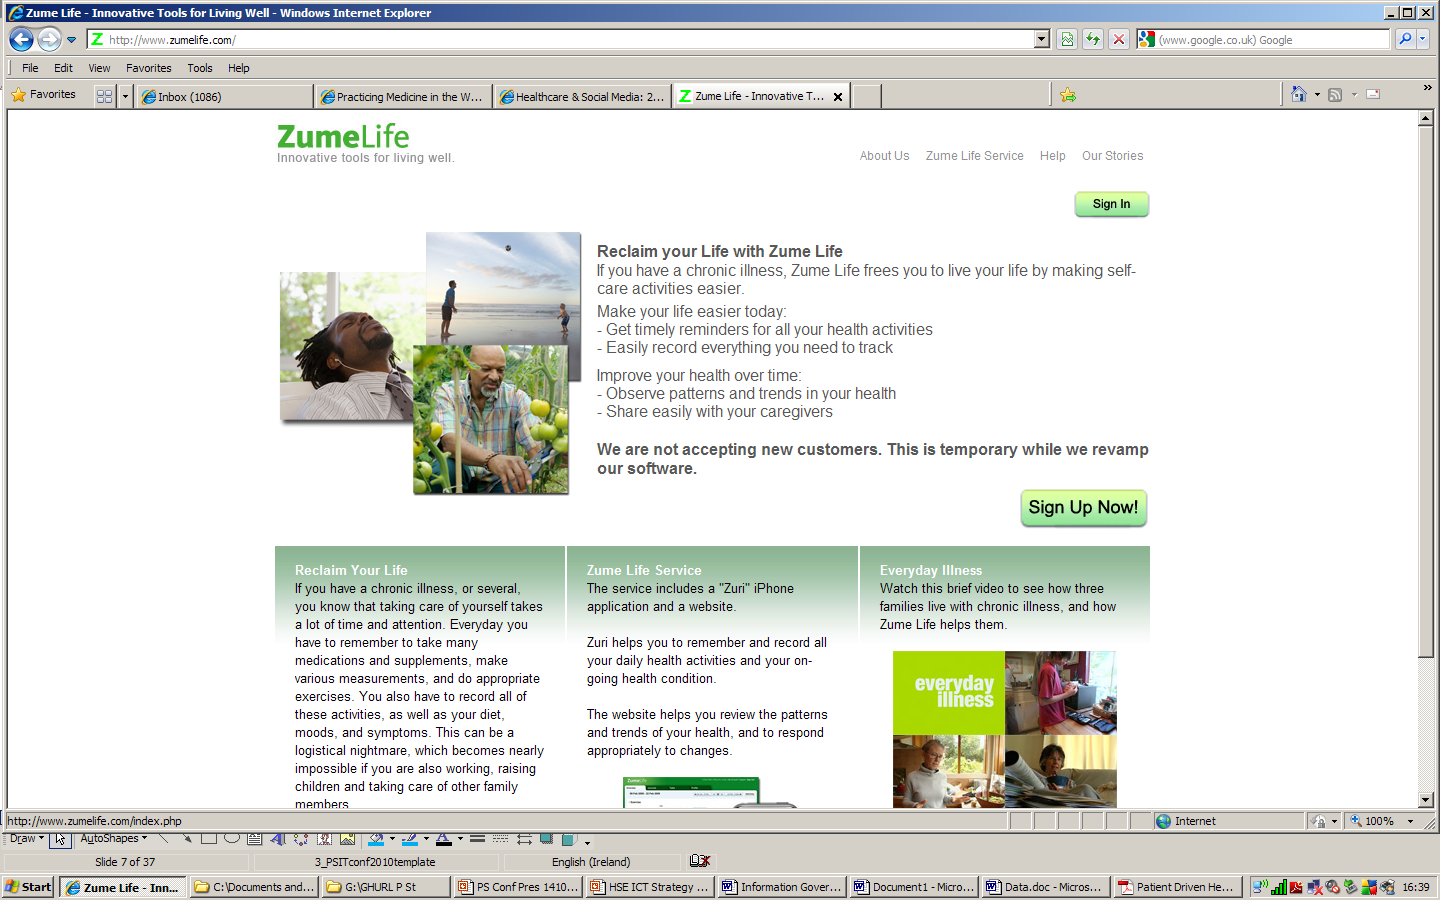 Zume Life - Innovative Tools for Living Well - Windows Internet Explorer
http://www.zumelife.com/
(www.google.co.uk) Google
File Edit View Favorites Tools Help
Favorites
Inbox (1086)
Practicing Medicine in the W...
Healthcare & Social Media: 2...
Zume Life - Innovative T...
ZumeLife
Innovative tools for living well.
About Us Zume Life Service Help Our Stories
Sign In
Reclaim your Life with Zume Life
If you have a chronic illness, Zume Life frees you to live your life by making self-
care activities easier.
Make your life easier today:
- Get timely reminders for all your health activities
- Easily record everything you need to track
Improve your health over time:
- Observe patterns and trends in your health
- Share easily with your caregivers
We are not accepting new customers. This is temporary while we revamp
our software.
Sign Up Now!
Reclaim Your Life
If you have a chronic illness, or several,
you know that taking care of yourself takes
a lot of time and attention. Everyday you
have to remember to take many
medications and supplements, make
various measurements, and do appropriate
exercises. You also have to record all of
these activities, as well as your diet,
moods, and symptoms. This can be a
logistical nightmare, which becomes nearly
impossible if you are also working, raising
children and taking care of other family
members
Zume Life Service
The service includes a "Zuri" iPhone
application and a website.
Zuri helps you to remember and record all
your daily health activities and your on-
going health condition.
The website helps you review the patterns
and trends of your health, and to respond
appropriately to changes.
Everyday Illness
Watch this brief video to see how three
families live with chronic illness, and how
Zume Life helps them.
everyday
illness
http://www.zumelife.com/index.php
Internet
100%
Draw AutoShapes
Slide 7 of 37
3_PSITconf2010template
English (Ireland)
Start
Zume Life - Inn...
C:\Documents and...
G:\GHURL P St
PS Conf Pres 1410...
HSE ICT Strategy ...
Information Gover...
Document1 - Micro...
Data.doc - Micros...
Patient Driven He...
16:39